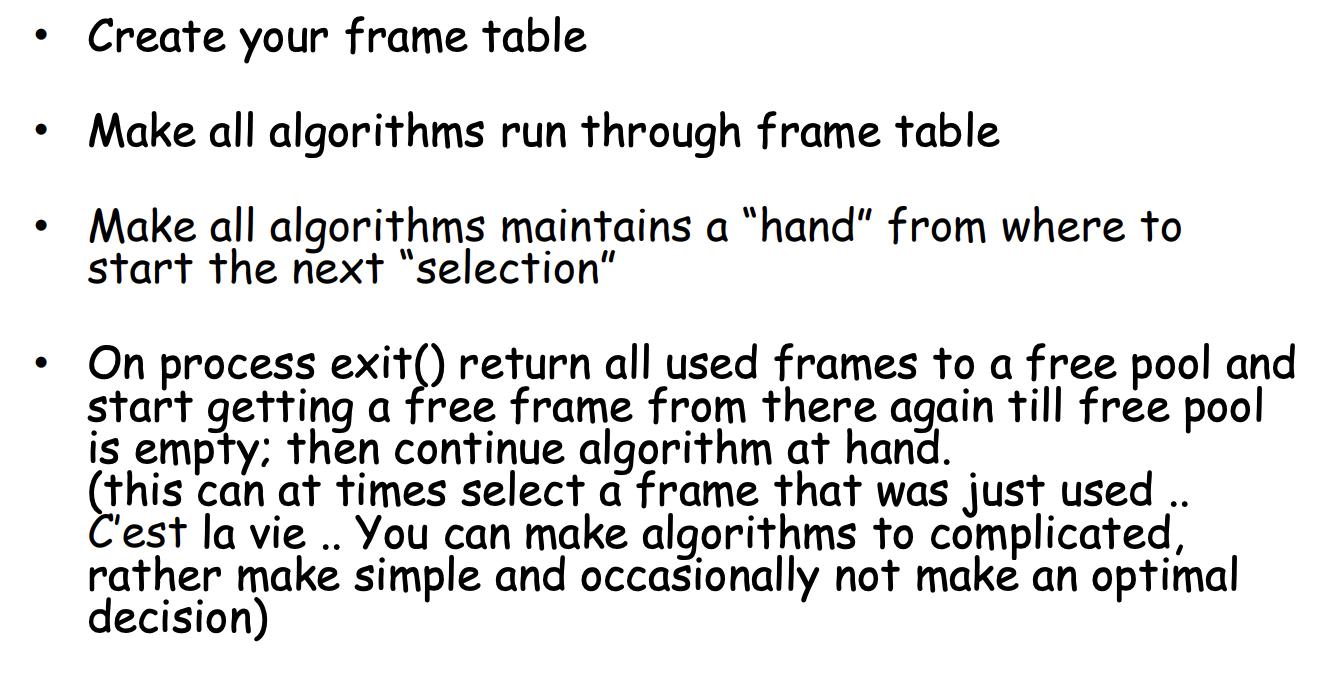 • Create your frame table
• Make all algorithms run through frame table
• Make all algorithms maintains a “hand” from where to
start the next “selection”
• On process exit() return all used frames to a free pool and
start getting a free frame from there again till free pool
is empty; then continue algorithm at hand.
(this can at times select a frame that was just used ..
C’est la vie .. You can make algorithms to complicated,
rather make simple and occasionally not make an optimal
decision)